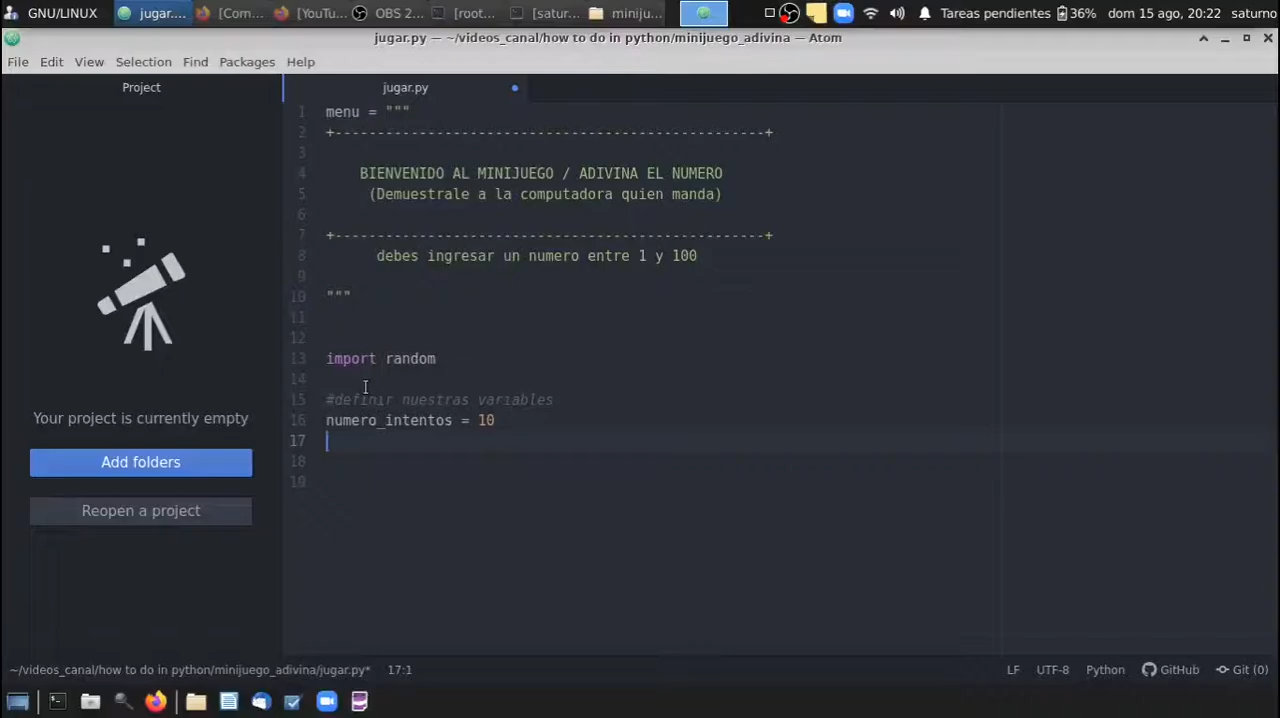 GNU/LINUX jugar.... [Com... [YouTu... OBS 2... [root... [satur... miniju... Tareas pendientes 36% dom 15 ago, 20:22 saturno
jugar.py — ~/videos_canal/how to do in python/minijuego_adivina — Atom
File Edit View Selection Find Packages Help
Project
jugar.py
1 menu = """
2 +---------------------------------------------------+
3
4 BIENVENIDO AL MINIJUEGO / ADIVINA EL NUMERO
5 (Demuestrale a la computadora quien manda)
6
7 +---------------------------------------------------+
8 debes ingresar un numero entre 1 y 100
9
10 """
11
12
13 import random
14
15 #definir nuestras variables
16 numero_intentos = 10
17
18
19
Your project is currently empty
Add folders
Reopen a project
~/videos_canal/how to do in python/minijuego_adivina/jugar.py* 17:1 LF UTF-8 Python GitHub Git (0)